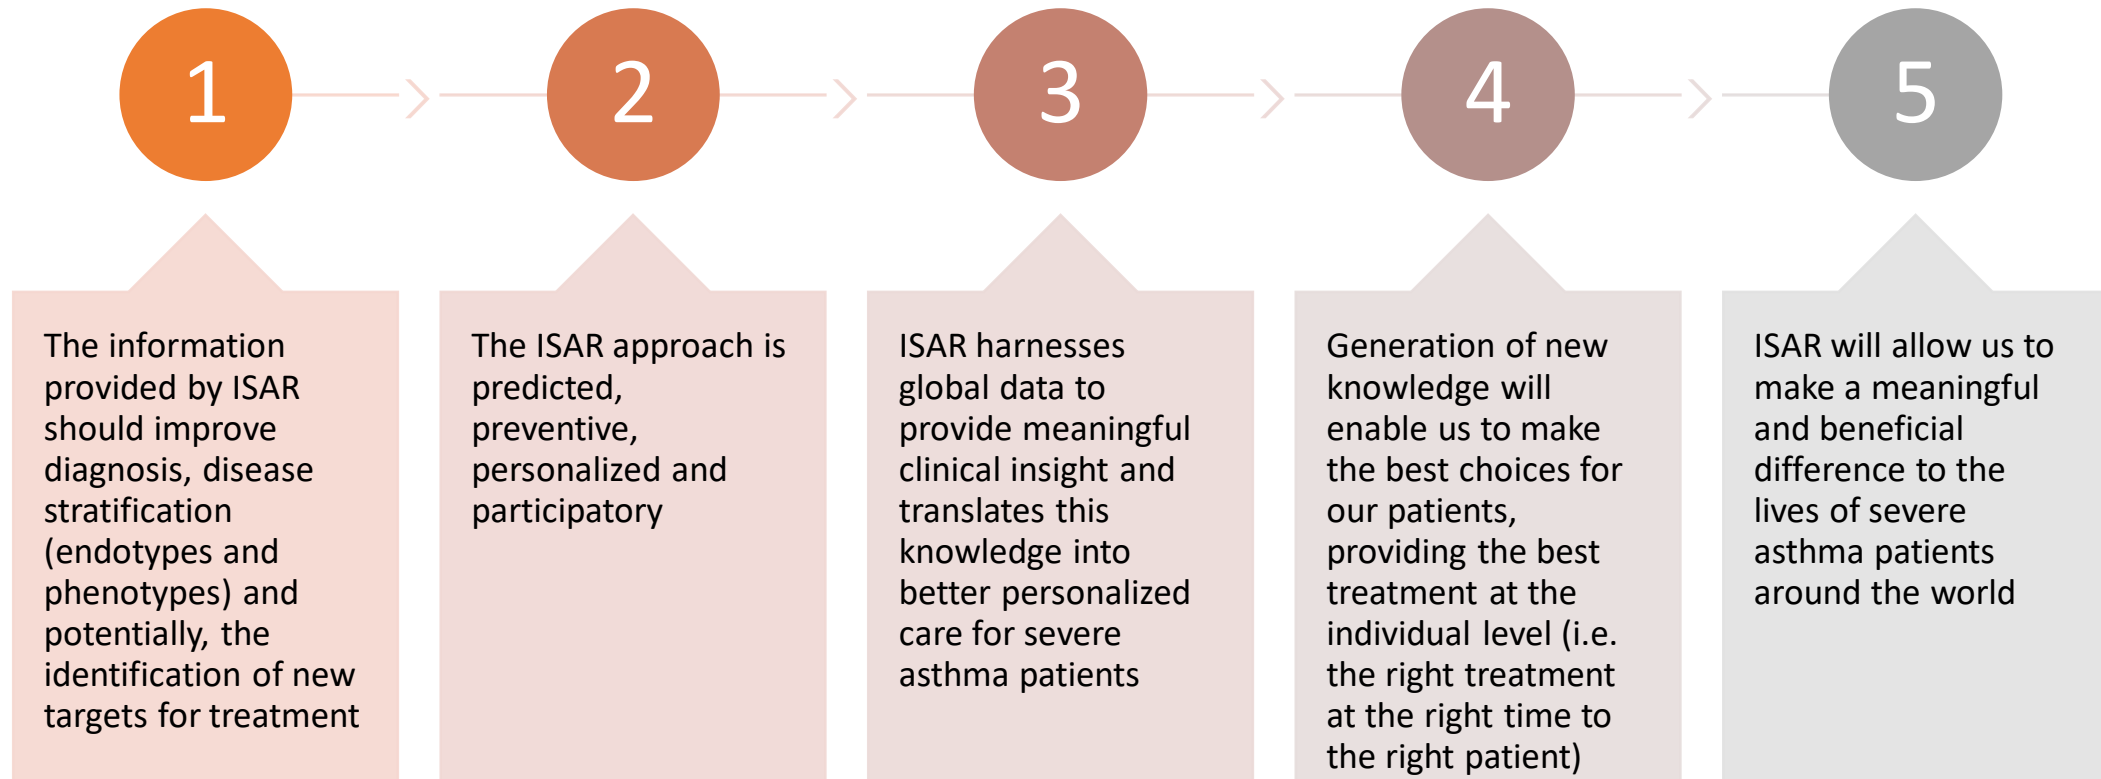 1
The information
provided by ISAR
should improve
diagnosis, disease
stratification
(endotypes and
phenotypes) and
potentially, the
identification of new
targets for treatment
2
The ISAR approach is
predicted,
preventive,
personalized and
participatory
3
ISAR harnesses
global data to
provide meaningful
clinical insight and
translates this
knowledge into
better personalized
care for severe
asthma patients
4
Generation of new
knowledge will
enable us to make
the best choices for
our patients,
providing the best
treatment at the
individual level (i.e.
the right treatment
at the right time to
the right patient)
5
ISAR will allow us to
make a meaningful
and beneficial
difference to the
lives of severe
asthma patients
around the world